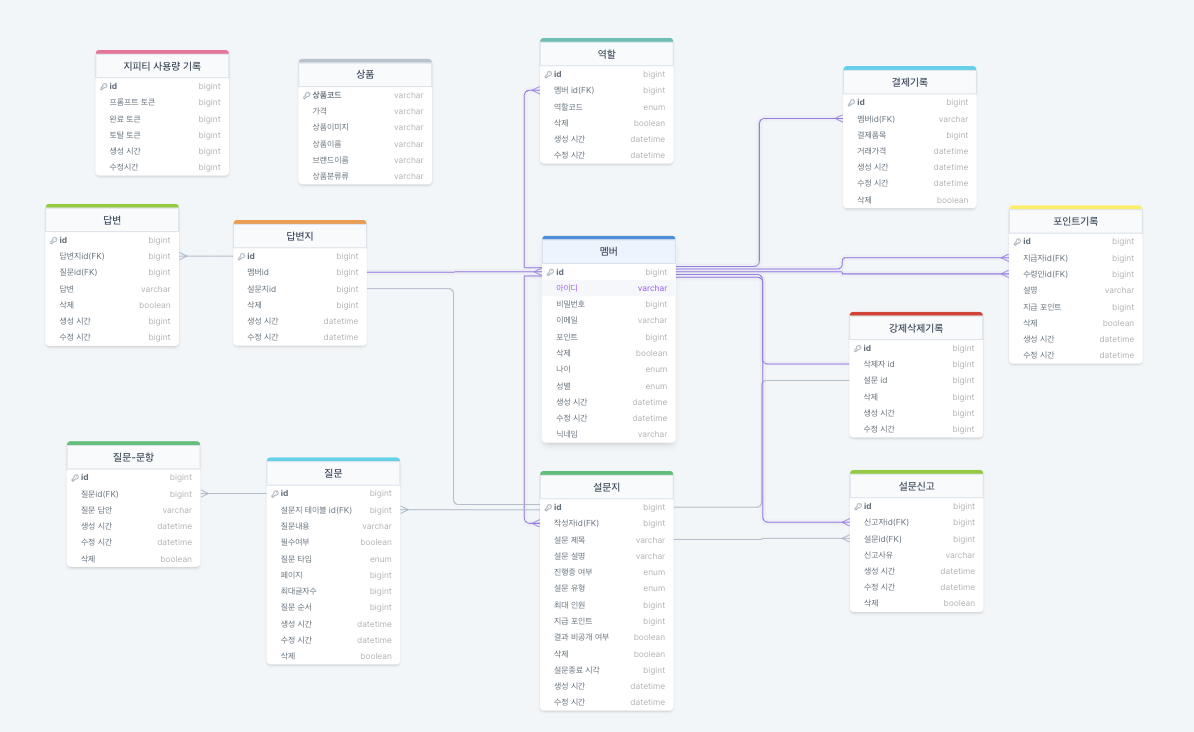 지피티 사용량 기록
id bigint
프롬프트 토큰 bigint
완료 토큰 bigint
토탈 토큰 bigint
생성 시간 bigint
수정시간 bigint
상품
상품코드 varchar
가격 varchar
상품이미지 varchar
상품이름 varchar
브랜드이름 varchar
상품분류류 varchar
역할
id bigint
멤버 id(FK) bigint
역할코드 enum
삭제 boolean
생성 시간 datetime
수정 시간 datetime
결제기록
id bigint
멤버id(FK) varchar
결제품목 bigint
거래가격 datetime
생성 시간 datetime
수정 시간 datetime
삭제 boolean
답변
id bigint
답변지id(FK) bigint
질문id(FK) bigint
답변 varchar
삭제 boolean
생성 시간 bigint
수정 시간 bigint
답변지
id bigint
멤버id bigint
설문지id bigint
삭제 bigint
생성 시간 datetime
수정 시간 datetime
멤버
id bigint
아이디 varchar
비밀번호 bigint
이메일 varchar
포인트 bigint
삭제 boolean
나이 enum
성별 enum
생성 시간 datetime
수정 시간 datetime
닉네임 varchar
포인트기록
id bigint
지급자id(FK) bigint
수령인id(FK) bigint
설명 varchar
지급 포인트 bigint
삭제 boolean
생성 시간 datetime
수정 시간 datetime
강제삭제기록
id bigint
삭제자 id bigint
설문 id bigint
삭제 bigint
생성 시간 bigint
수정 시간 bigint
질문-문항
id bigint
질문id(FK) bigint
질문 답안 varchar
생성 시간 datetime
수정 시간 datetime
삭제 boolean
질문
id bigint
설문지 테이블 id(FK) bigint
질문내용 varchar
필수여부 boolean
질문 타입 enum
페이지 bigint
최대글자수 bigint
질문 순서 bigint
생성 시간 datetime
수정 시간 datetime
삭제 boolean
설문지
id bigint
작성자id(FK) bigint
설문 제목 varchar
설문 설명 varchar
진행중 여부 enum
설문 유형 enum
최대 인원 bigint
지급 포인트 bigint
결과 비공개 여부 boolean
삭제 boolean
설문종료 시각 bigint
생성 시간 datetime
수정 시간 datetime
설문신고
id bigint
신고자id(FK) bigint
설문id(FK) bigint
신고사유 varchar
생성 시간 datetime
수정 시간 datetime
삭제 boolean